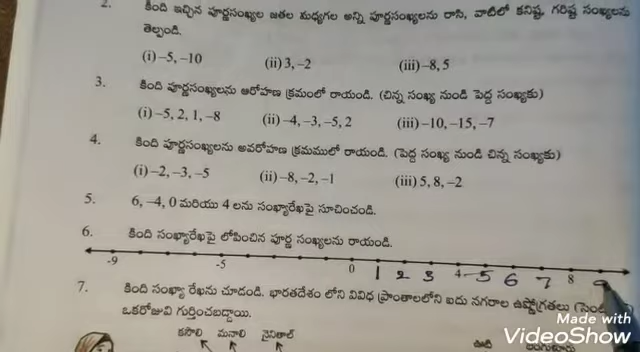 2. కింది ఇచ్చిన పూర్ణసంఖ్యల జతల మధ్యగల అన్ని పూర్ణసంఖ్యలను రాసి, వాటిలో కనిష్ట, గరిష్ట సంఖ్యలను
తెల్పండి.
(i) –5, –10 (ii) 3, –2 (iii) –8, 5
3. కింది పూర్ణసంఖ్యలను ఆరోహణ క్రమంలో రాయండి. (చిన్న సంఖ్య నుండి పెద్ద సంఖ్యకు)
(i) –5, 2, 1, –8 (ii) –4, –3, –5, 2 (iii) –10, –15, –7
4. కింది పూర్ణసంఖ్యలను అవరోహణ క్రమములో రాయండి. (పెద్ద సంఖ్య నుండి చిన్న సంఖ్యకు)
(i) –2, –3, –5 (ii) –8, –2, –1 (iii) 5, 8, –2
5. 6, –4, 0 మరియు 4 లను సంఖ్యారేఖపై సూచించండి.
6. కింది సంఖ్యారేఖపై లోపించిన పూర్ణ సంఖ్యలను రాయండి.
-9 -5 0 1 2 3 4 5 6 7 8 9
7. కింది సంఖ్యా రేఖను చూడండి. భారతదేశం లోని వివిధ ప్రాంతాలలోని ఐదు నగరాల ఉష్ణోగ్రతలు
ఒకరోజువి గుర్తించబడ్డాయి.
కసౌలి మనాలి నైనితాల్ ఊటీ బెంగుళూరు
Made with
VideoShow